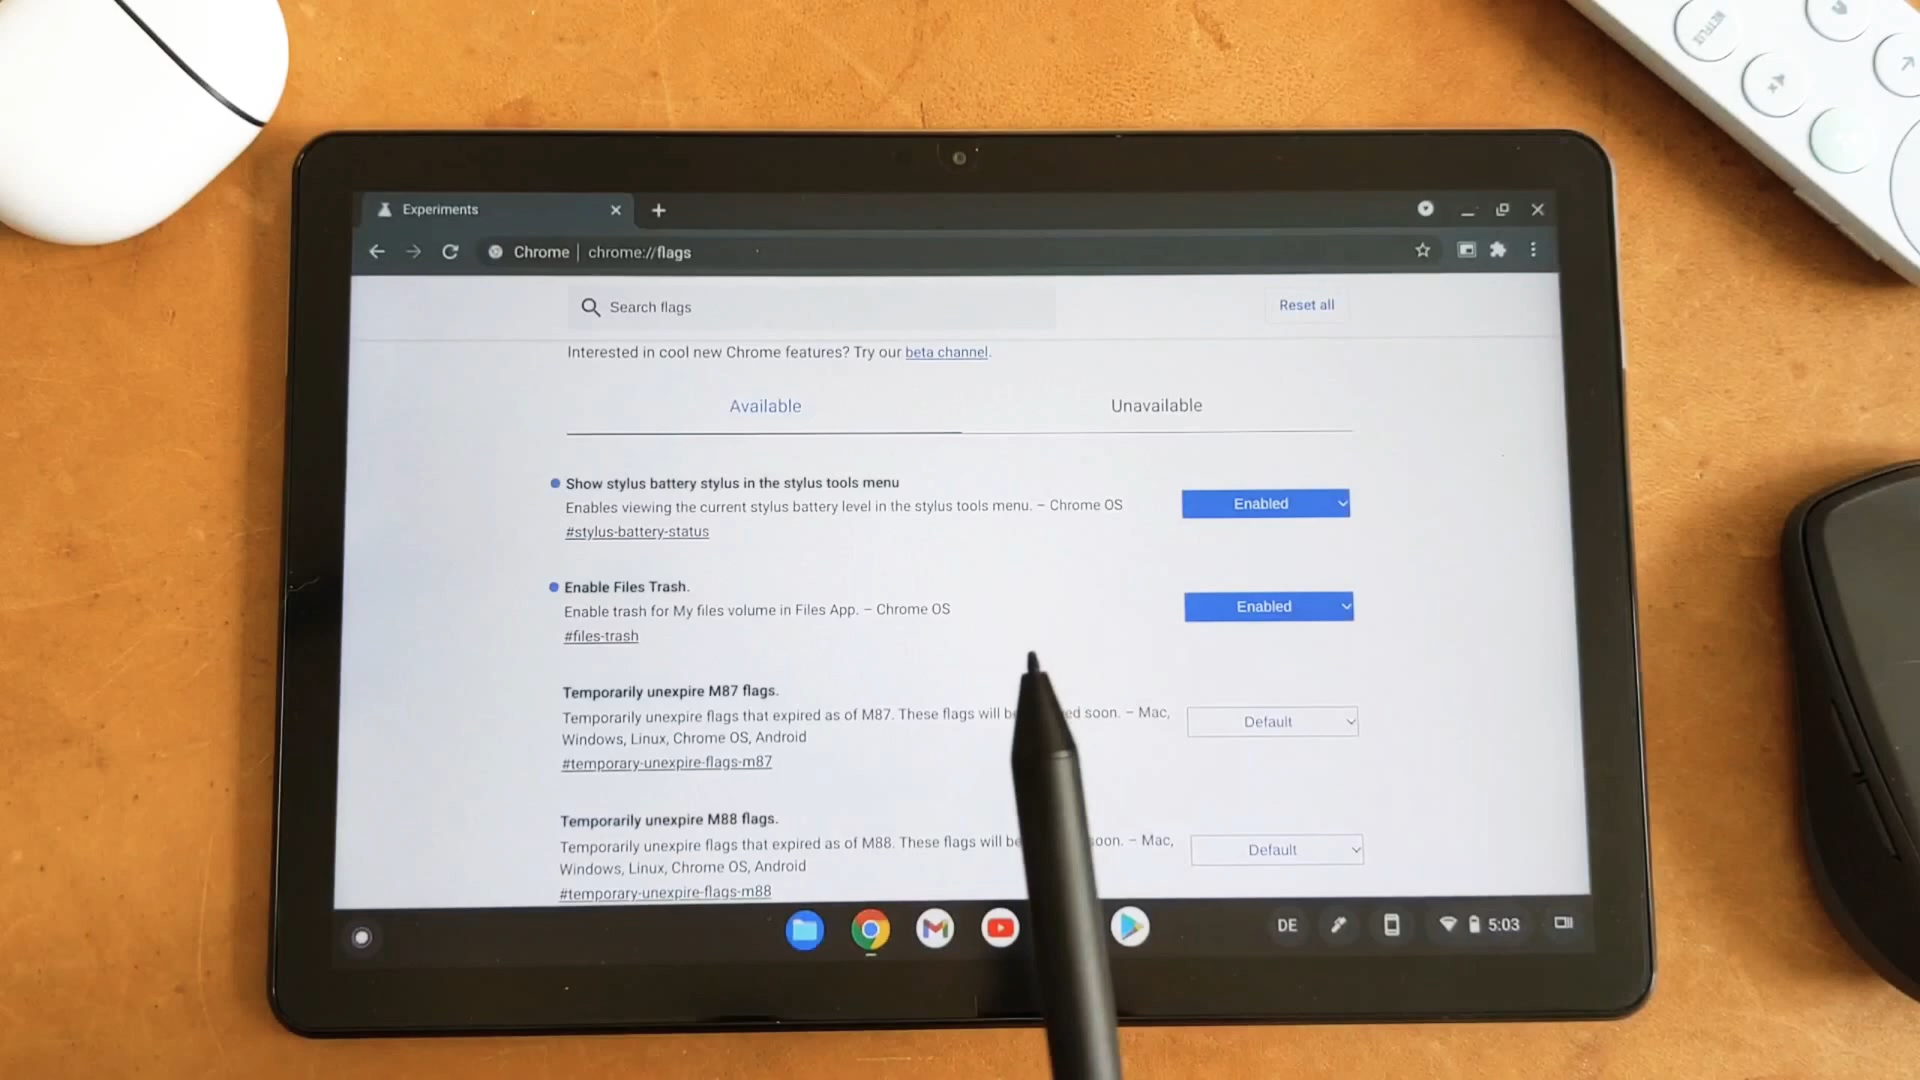 NETFLIX
Experiments
Chrome | chrome://flags
Search flags
Reset all
Interested in cool new Chrome features? Try our beta channel.
Available
Unavailable
Show stylus battery stylus in the stylus tools menu
Enables viewing the current stylus battery level in the stylus tools menu. – Chrome OS
#stylus-battery-status
Enabled
Enable Files Trash.
Enable trash for My files volume in Files App. – Chrome OS
#files-trash
Enabled
Temporarily unexpire M87 flags.
Temporarily unexpire flags that expired as of M87. These flags will ed soon. – Mac,
Windows, Linux, Chrome OS, Android
#temporary-unexpire-flags-m87
Default
Temporarily unexpire M88 flags.
Temporarily unexpire flags that expired as of M88. These flags will oon. – Mac,
Windows, Linux, Chrome OS, Android
#temporary-unexpire-flags-m88
Default
DE
5:03